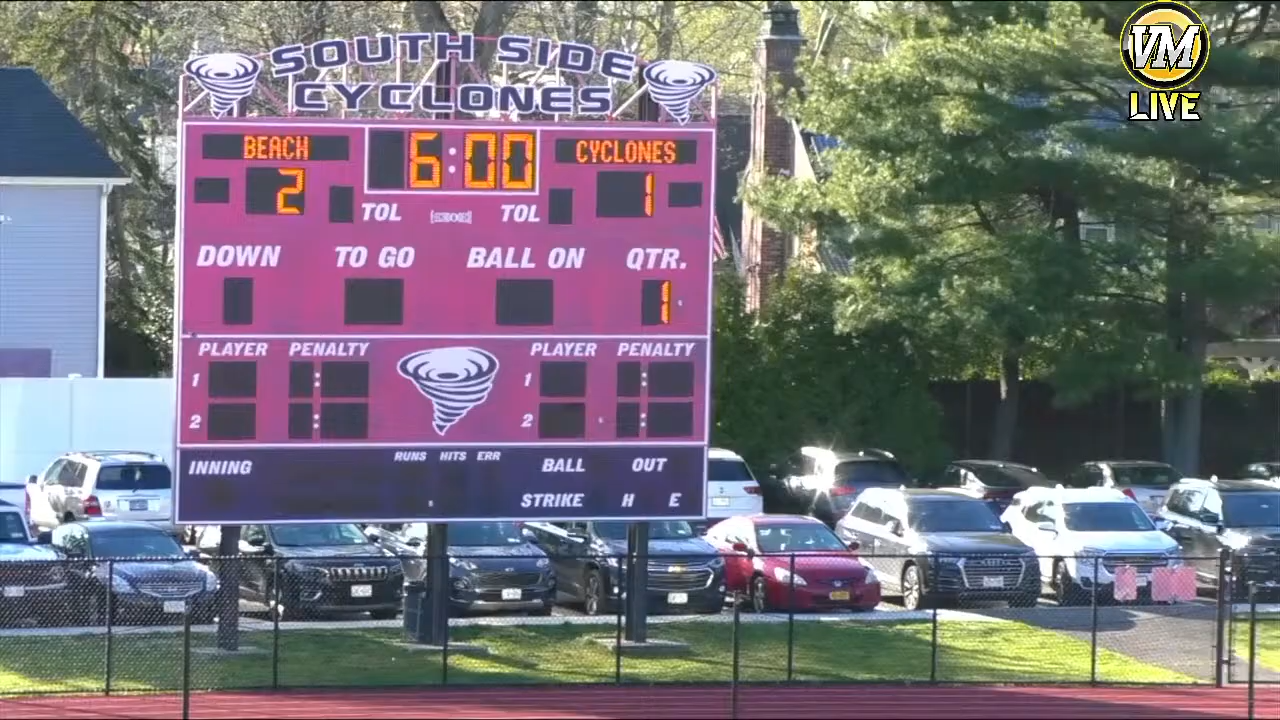 SOUTH SIDE
CYCLONES
VM
LIVE
BEACH 6:00 CYCLONES
2 TOL TOL 1
DOWN TO GO BALL ON QTR.
1
PLAYER PENALTY PLAYER PENALTY
1 : 1 :
2 : 2 :
RUNS HITS ERR
INNING BALL OUT
STRIKE H E